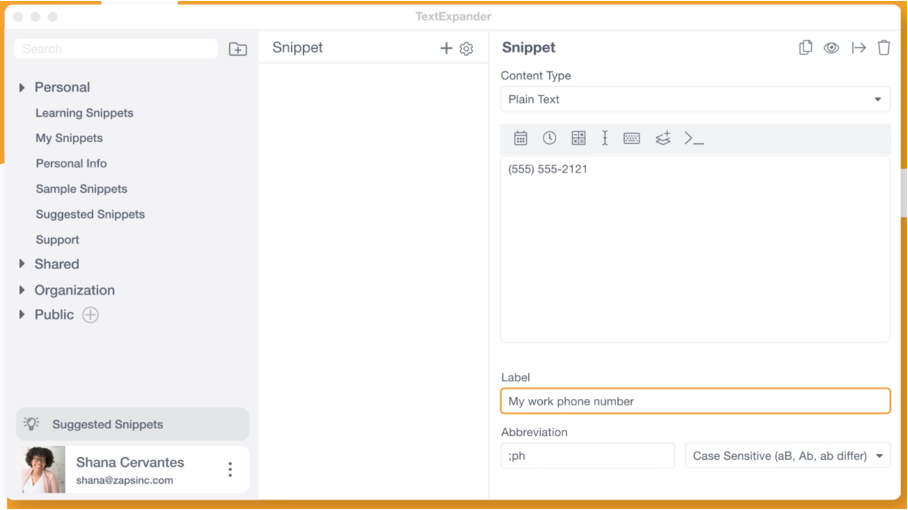 TextExpander
Search
Personal
Learning Snippets
My Snippets
Personal Info
Sample Snippets
Suggested Snippets
Support
Shared
Organization
Public
Suggested Snippets
Shana Cervantes
shana@zapsinc.com
Snippet
Snippet
Content Type
Plain Text
(555) 555-2121
Label
My work phone number
Abbreviation
;ph
Case Sensitive (aB, Ab, ab differ)